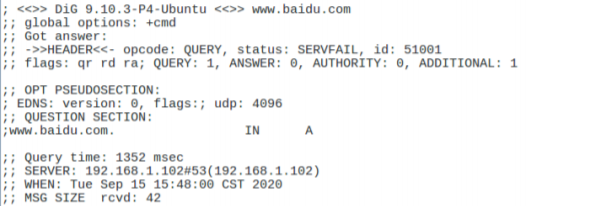 ; <<>> DiG 9.10.3-P4-Ubuntu <<>> www.baidu.com
;; global options: +cmd
;; Got answer:
;; ->>HEADER<<- opcode: QUERY, status: SERVFAIL, id: 51001
;; flags: qr rd ra; QUERY: 1, ANSWER: 0, AUTHORITY: 0, ADDITIONAL: 1
;; OPT PSEUDOSECTION:
; EDNS: version: 0, flags:; udp: 4096
;; QUESTION SECTION:
;www.baidu.com. IN A
;; Query time: 1352 msec
;; SERVER: 192.168.1.102#53(192.168.1.102)
;; WHEN: Tue Sep 15 15:48:00 CST 2020
;; MSG SIZE rcvd: 42